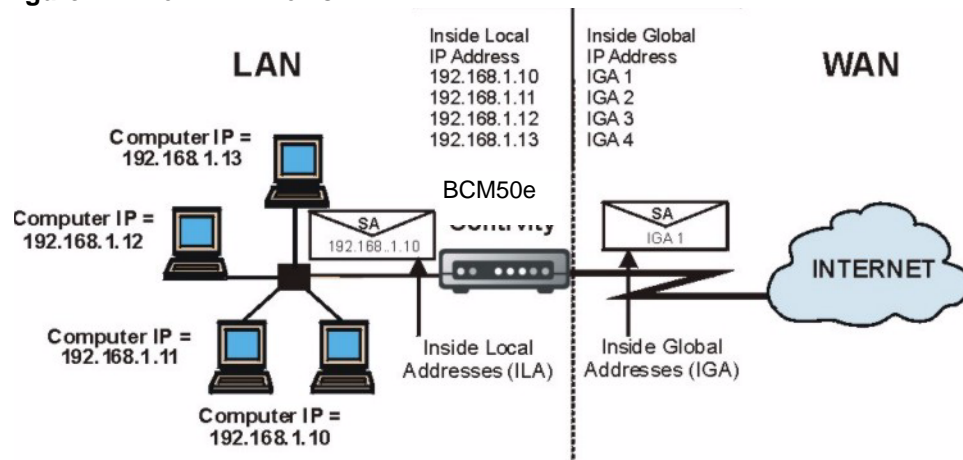 LAN
Inside Local
IP Address
192.168.1.10
192.168.1.11
192.168.1.12
192.168.1.13
Inside Global
IP Address
IGA 1
IGA 2
IGA 3
IGA 4
WAN
Computer IP =
192.168.1.13
Computer IP =
192.168.1.12
Computer IP =
192.168.1.11
Computer IP =
192.168.1.10
SA
192.168..1.10
BCM50e
SA
IGA 1
INTERNET
Inside Local
Addresses (ILA)
Inside Global
Addresses (IGA)